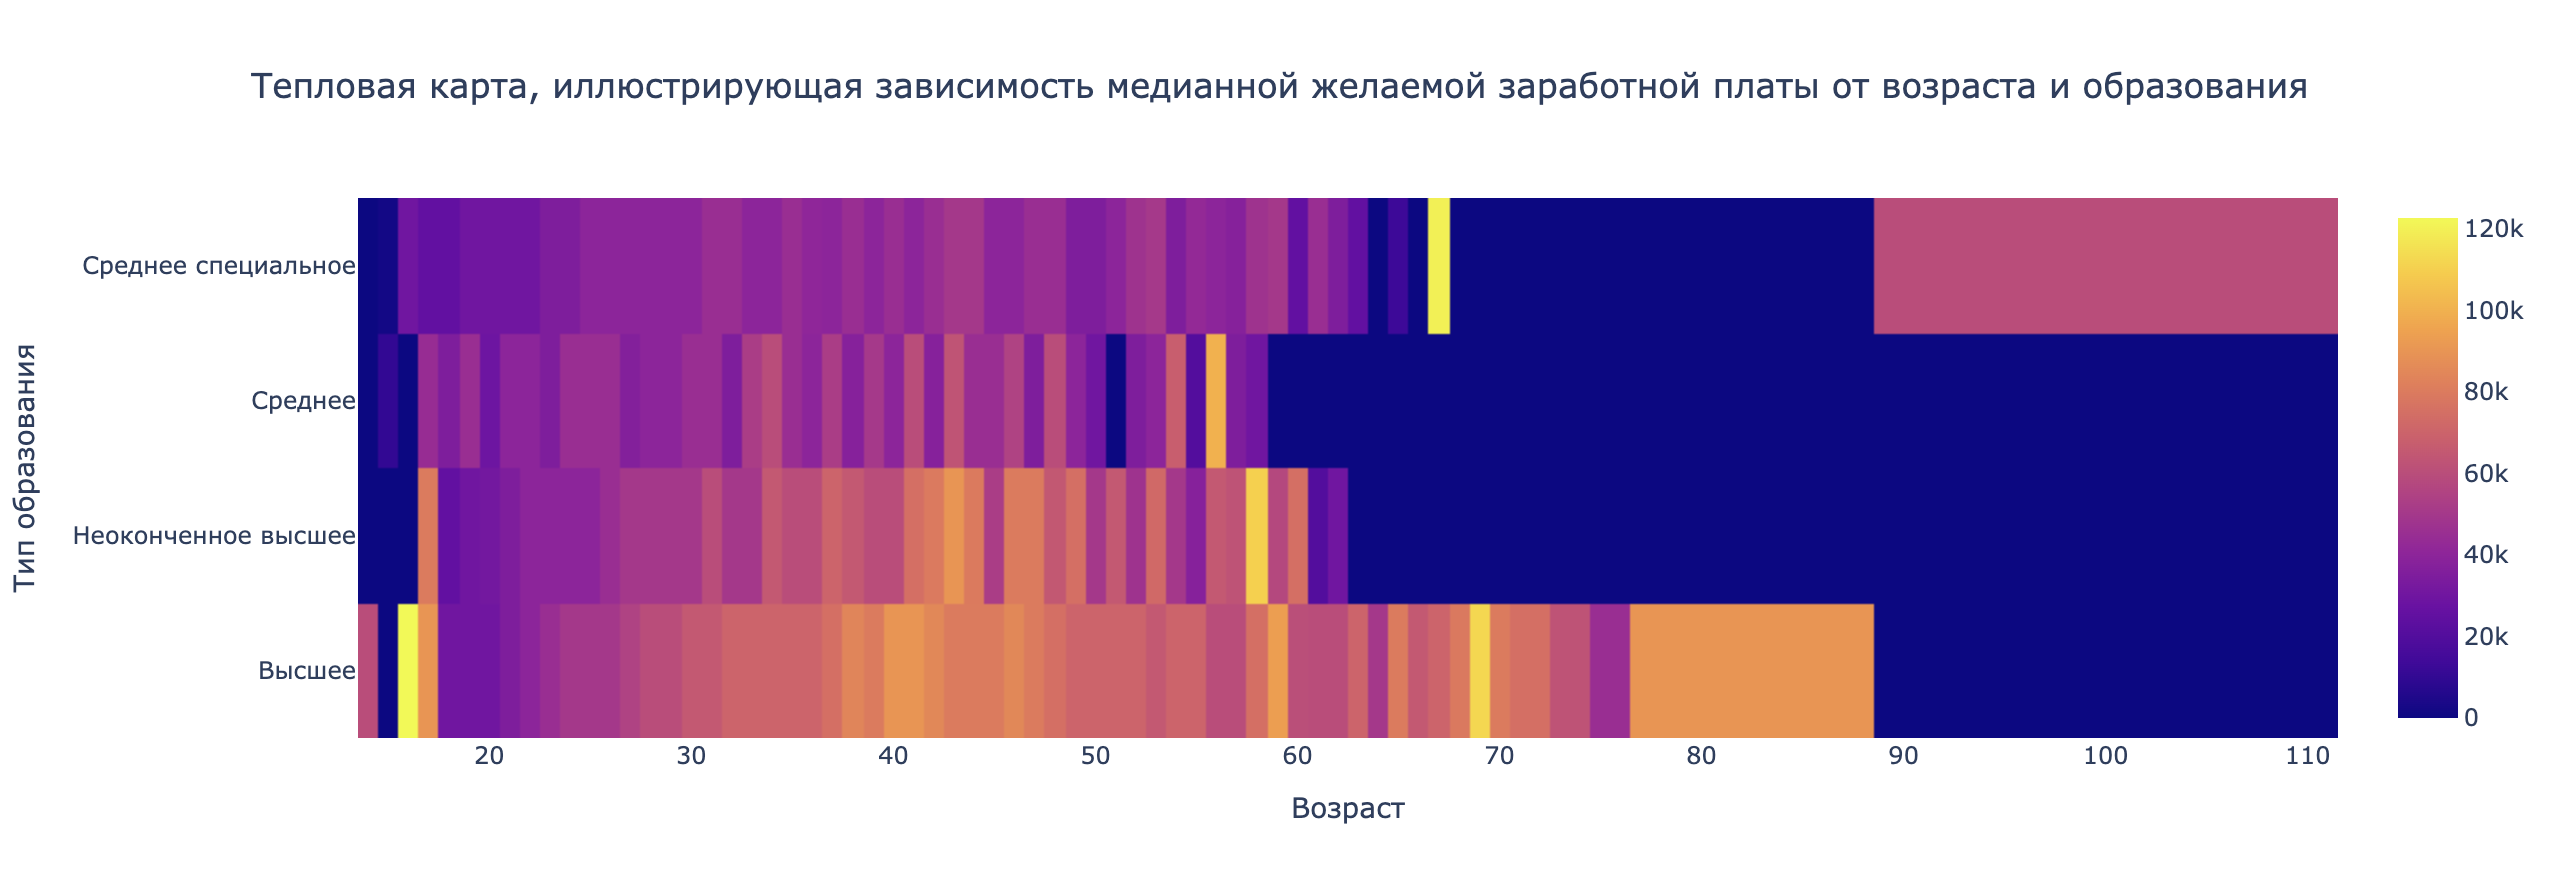 Тепловая карта, иллюстрирующая зависимость медианной желаемой заработной платы от возраста и образования
Тип образования
Среднее специальное
Среднее
Неоконченное высшее
Высшее
20 30 40 50 60 70 80 90 100 110
Возраст
120k
100k
80k
60k
40k
20k
0